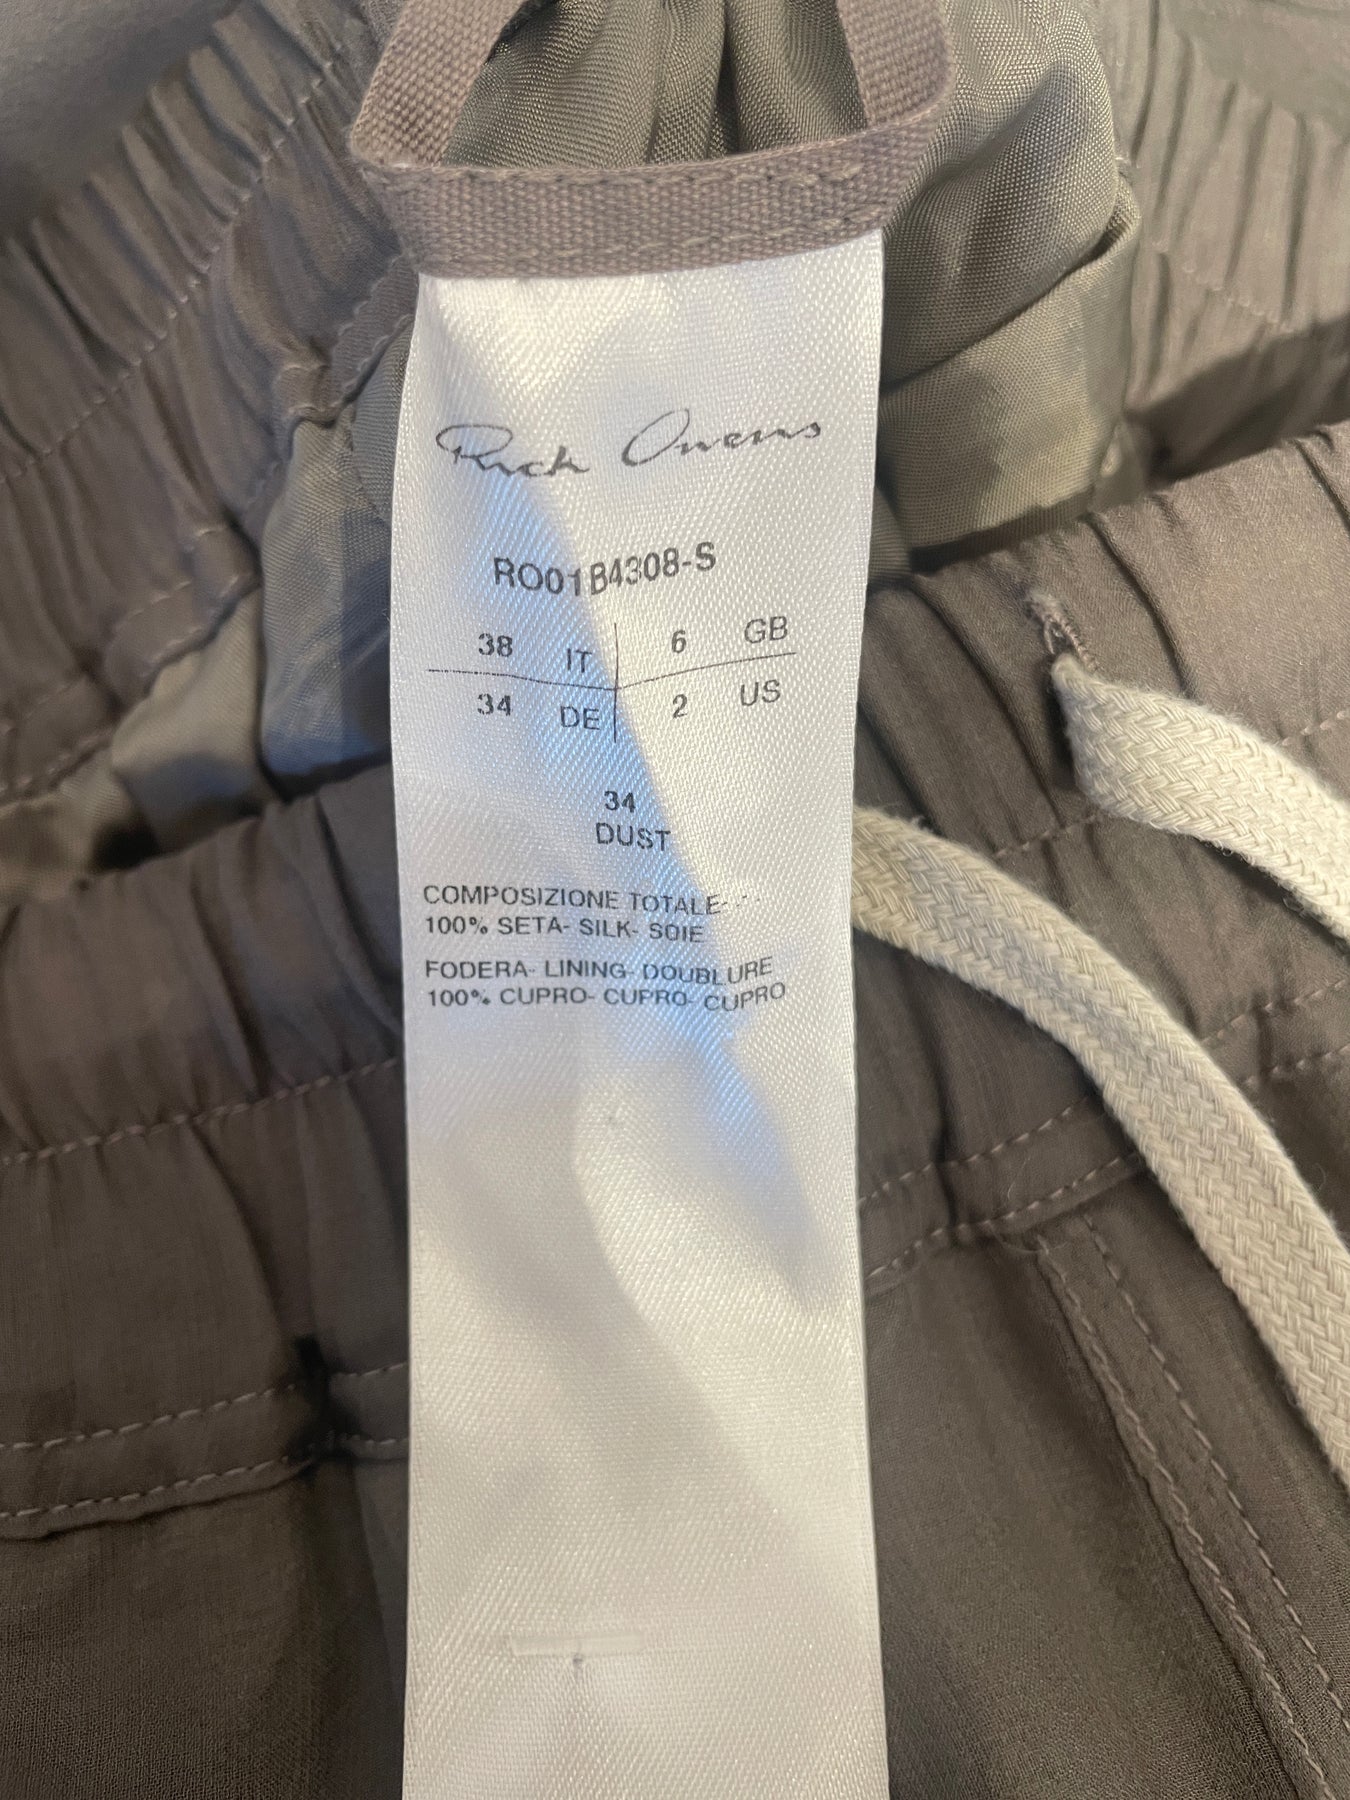 Rick Owens
RO01B4308-S
38 IT 6 GB
34 DE 2 US
34
DUST
COMPOSIZIONE TOTALE-
100% SETA- SILK- SOIE
FODERA- LINING- DOUBLURE
100% CUPRO- CUPRO- CUPRO